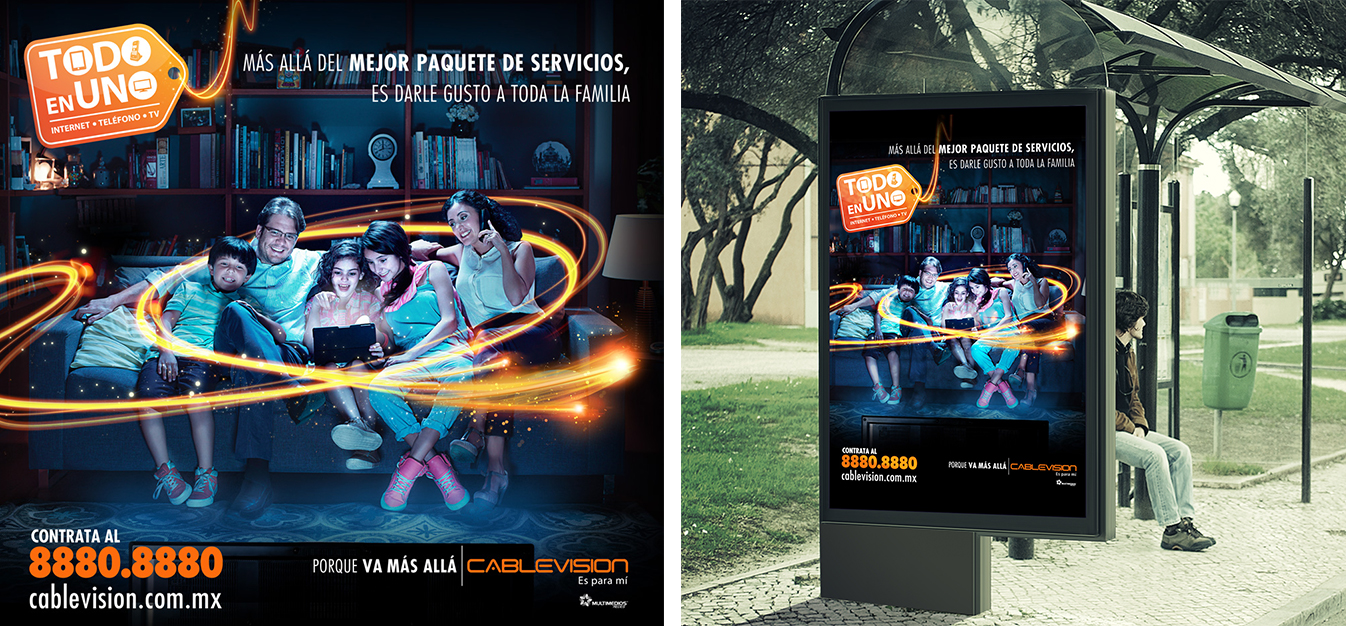 TODO
EN UNO
INTERNET • TELÉFONO • TV
MÁS ALLÁ DEL MEJOR PAQUETE DE SERVICIOS,
ES DARLE GUSTO A TODA LA FAMILIA
CONTRATA AL
8880.8880
cablevision.com.mx
PORQUE VA MÁS ALLÁ CABLEVISION
Es para mí
MULTIMEDIOS
MÁS ALLÁ DEL MEJOR PAQUETE DE SERVICIOS,
ES DARLE GUSTO A TODA LA FAMILIA
TODO
EN UNO
INTERNET • TELÉFONO • TV
CONTRATA AL
8880.8880
cablevision.com.mx
PORQUE VA MÁS ALLÁ CABLEVISION
Es para mí